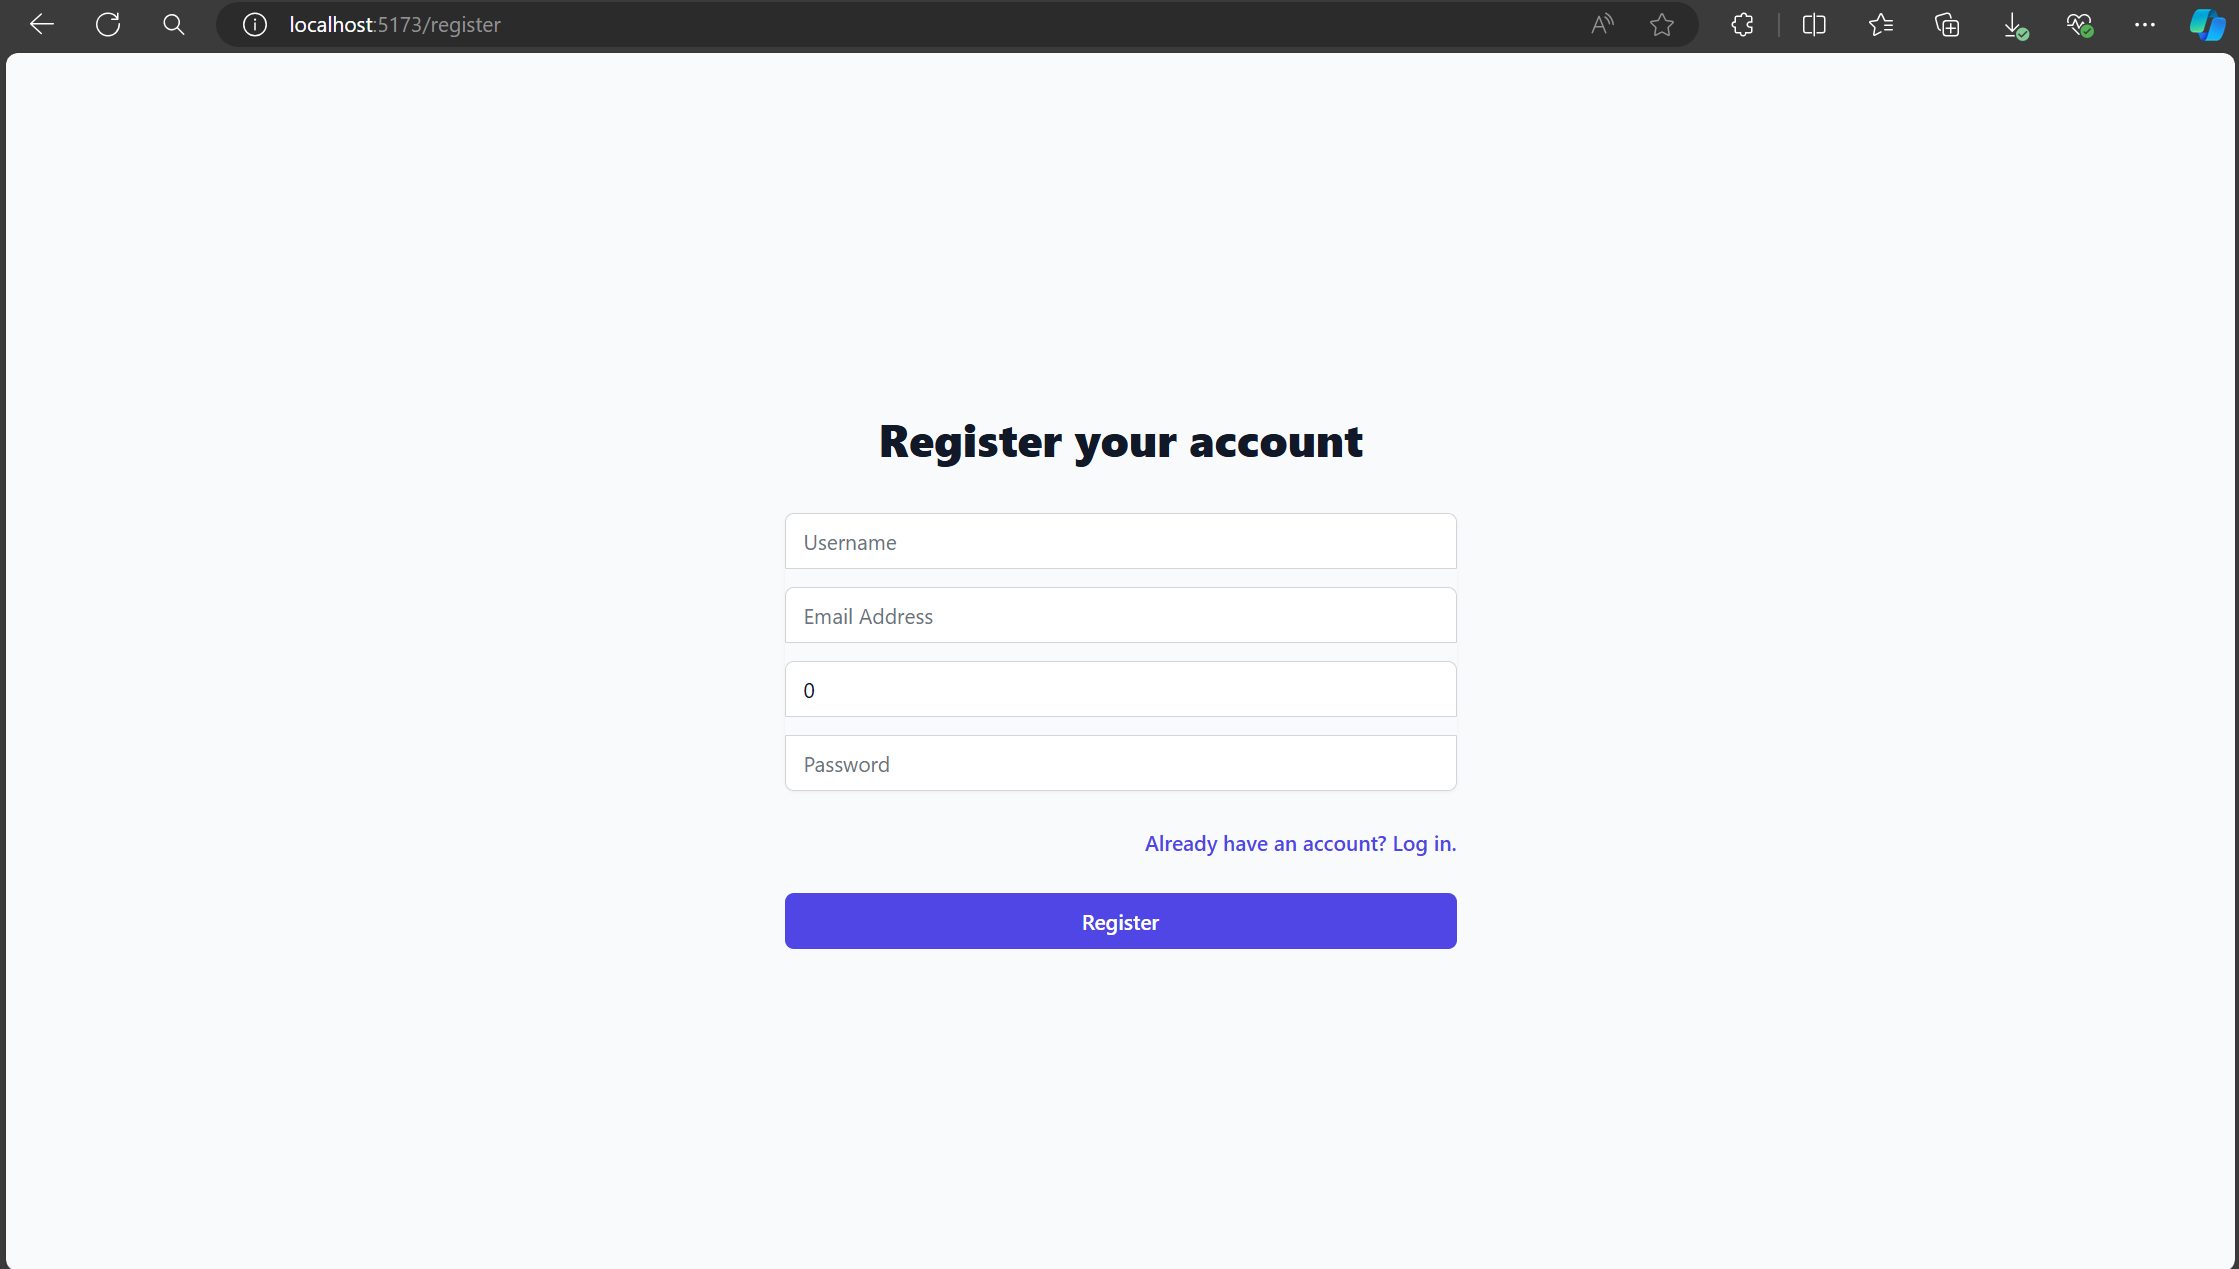 localhost:5173/register
Register your account
Username
Email Address
0
Password
Already have an account? Log in.
Register